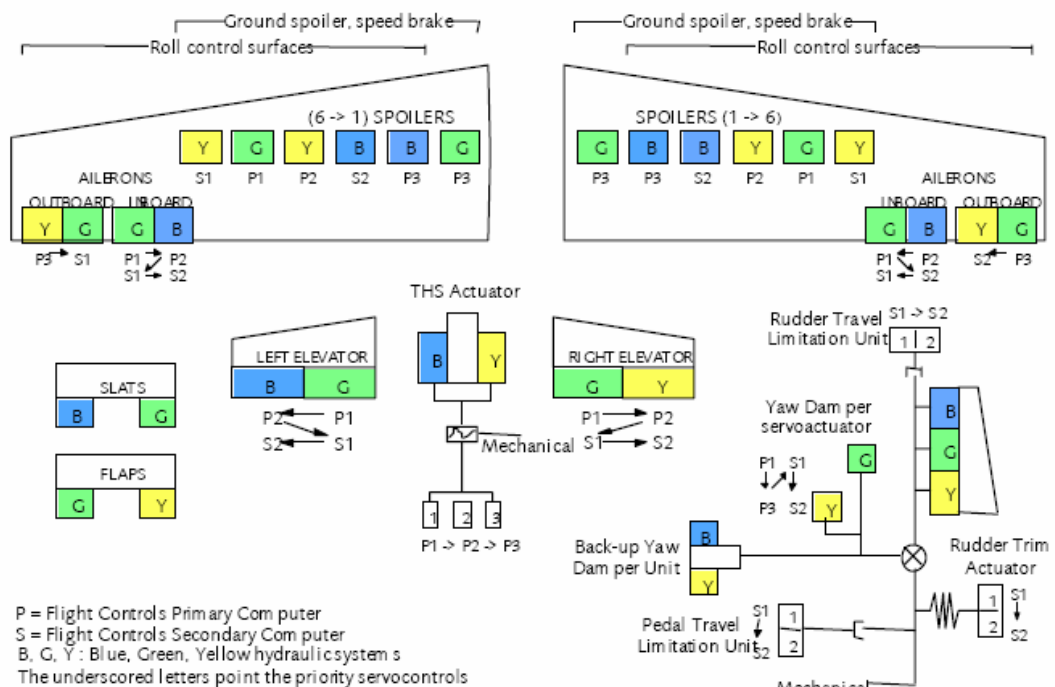 Ground spoiler, speed brake
Roll control surfaces
Ground spoiler, speed brake
Roll control surfaces
(6 -> 1) SPOILERS
Y G Y B B G
S1 P1 P2 S2 P3 P3
AILERONS
OUTBOARD INBOARD
Y G G B
P3 S1 P1 P2
S1 S2
SPOILERS (1 -> 6)
G B B Y G Y
P3 P3 S2 P2 P1 S1
AILERONS
INBOARD OUTBOARD
G B Y G
P1 P2 S2 P3
S1 S2
THS Actuator
B Y
Mechanical
1 2 3
P1 -> P2 -> P3
LEFT ELEVATOR
B G
P2 P1
S2 S1
RIGHT ELEVATOR
G Y
P1 P2
S1 S2
SLATS
B G
FLAPS
G Y
Rudder Travel
Limitation Unit
S1 -> S2
1 2
B
G
Y
Yaw Damper
servoactuator
P1 S1
P3 S2
G
Y
Back-up Yaw
Damper Unit
B
Y
Rudder Trim
Actuator
1
2
S1
S2
Pedal Travel
Limitation Unit
S1
S2
1
2
Mechanical
P = Flight Controls Primary Computer
S = Flight Controls Secondary Computer
B, G, Y : Blue, Green, Yellow hydraulic systems
The underscored letters point the priority servocontrols